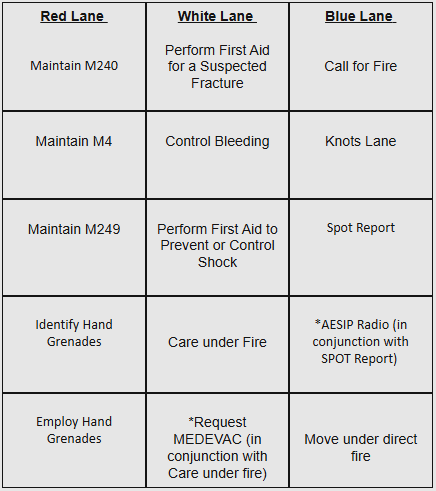 Red Lane
White Lane
Blue Lane
Maintain M240
Perform First Aid
for a Suspected
Fracture
Call for Fire
Maintain M4
Control Bleeding
Knots Lane
Maintain M249
Perform First Aid to
Prevent or Control
Shock
Spot Report
Identify Hand
Grenades
Care under Fire
*AESIP Radio (in
conjunction with
SPOT Report)
Employ Hand
Grenades
*Request
MEDEVAC (in
conjunction with
Care under fire)
Move under direct
fire